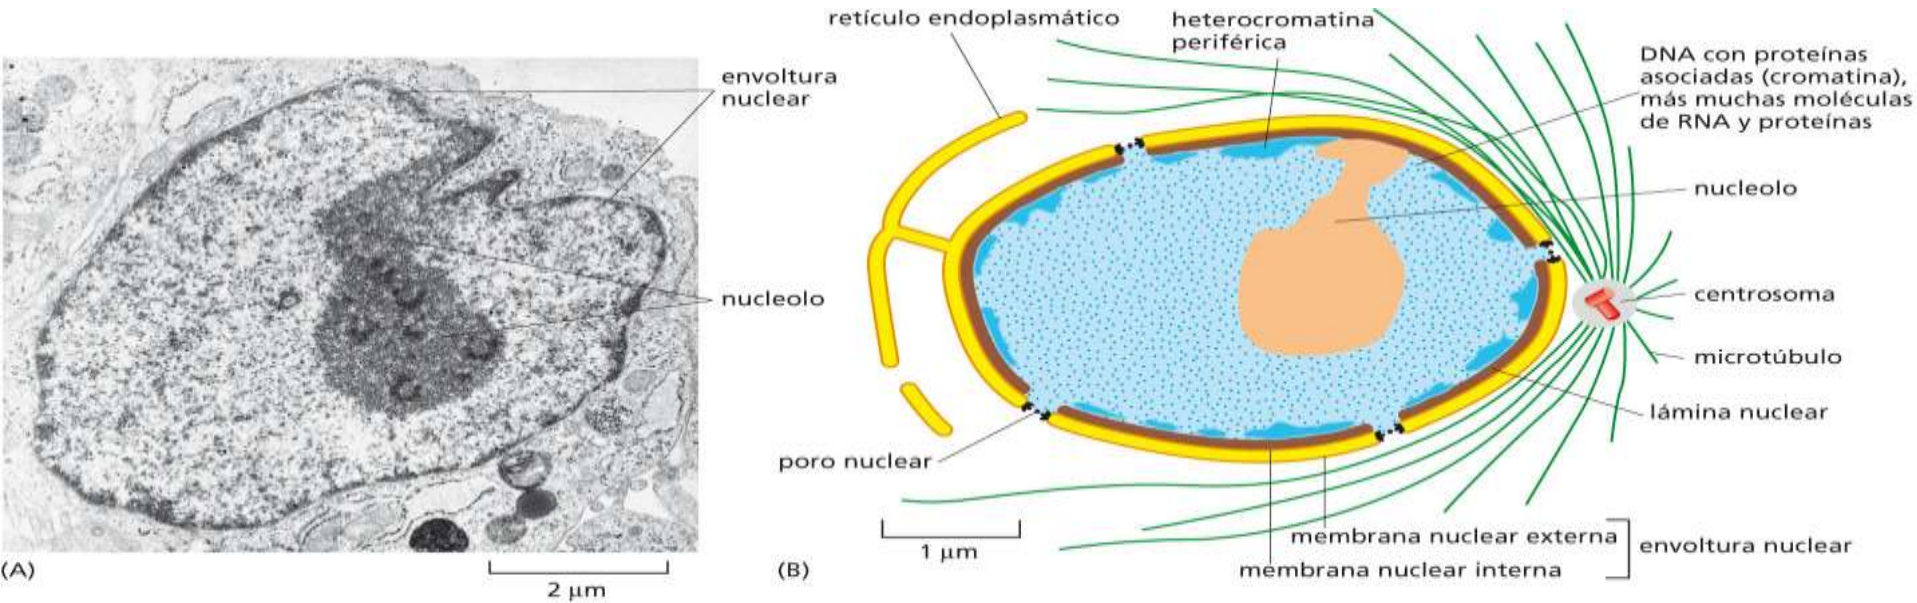 envoltura
nuclear
nucleolo
(A)
2 μm
retículo endoplasmático
heterocromatina
periférica
DNA con proteínas
asociadas (cromatina),
más muchas moléculas
de RNA y proteínas
nucleolo
centrosoma
microtúbulo
lámina nuclear
poro nuclear
1 μm
membrana nuclear externa
membrana nuclear interna
envoltura nuclear
(B)